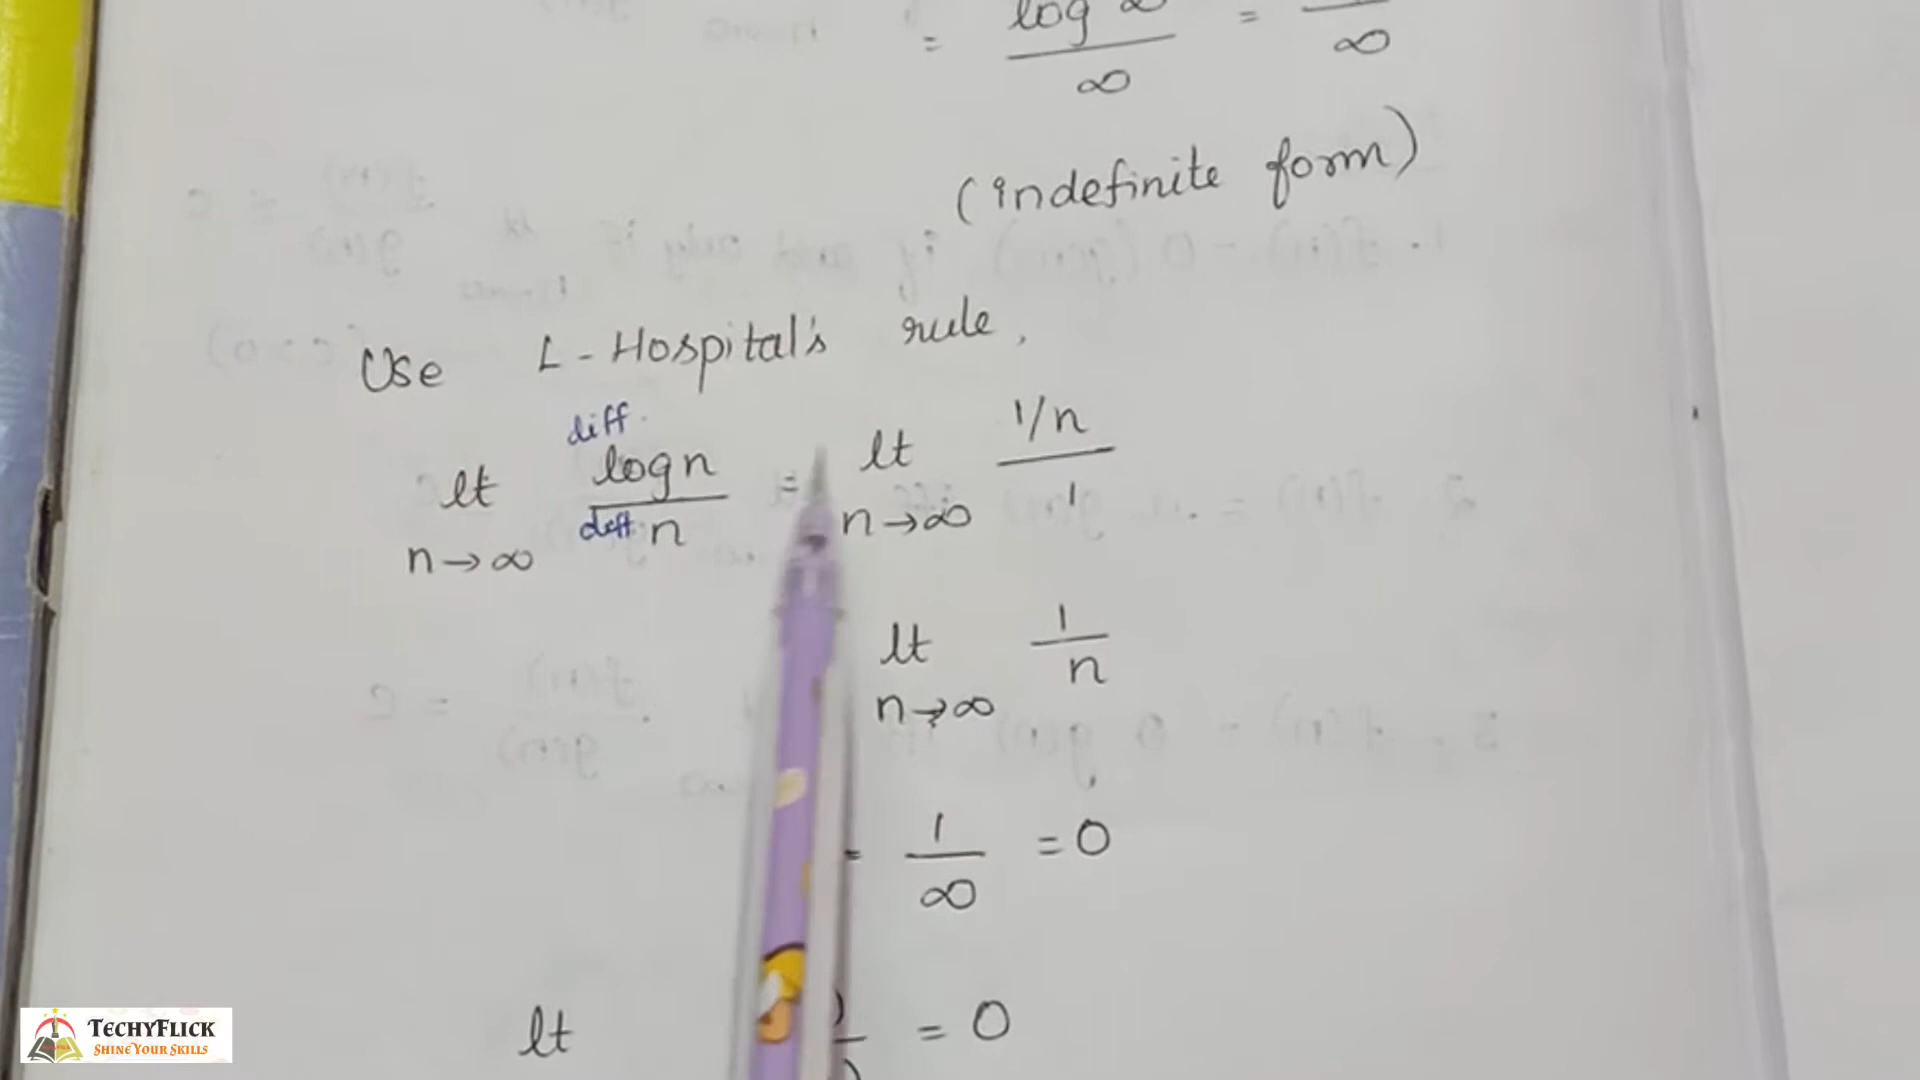 = log ∞ / ∞ = / ∞
(indefinite form)
Use L-Hospital's rule,
diff.
lt n→∞ log n / n = lt n→∞ 1/n / 1
diff
lt n→∞ 1 / n
= 1 / ∞ = 0
lt = 0
TECHYFLICK
SHINE YOUR SKILLS